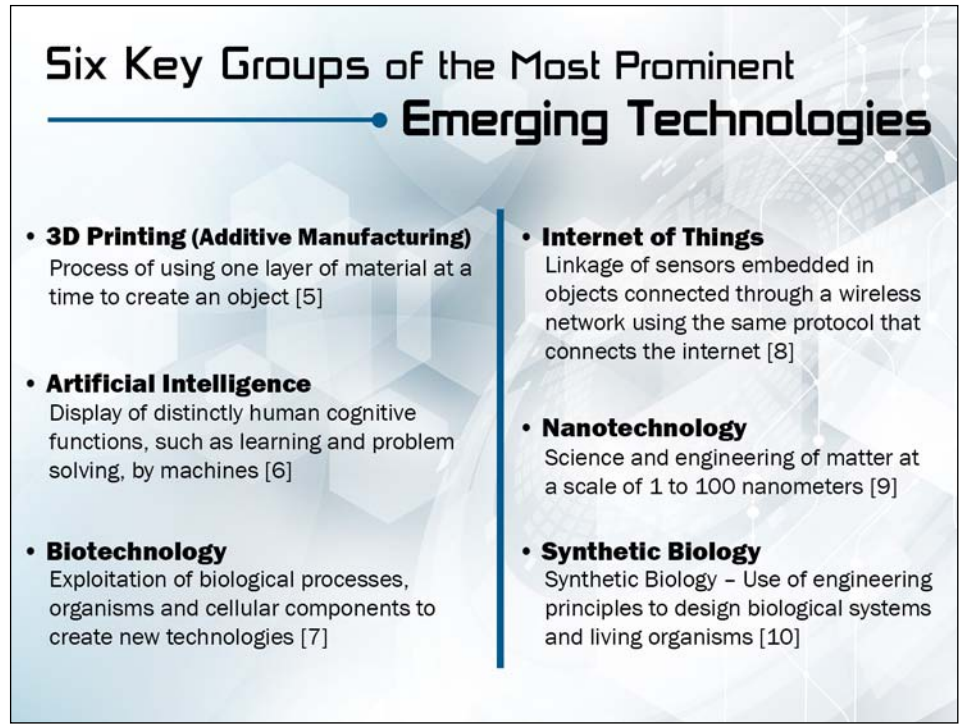 Six Key Groups of the Most Prominent
Emerging Technologies
• 3D Printing (Additive Manufacturing)
Process of using one layer of material at a
time to create an object [5]
• Artificial Intelligence
Display of distinctly human cognitive
functions, such as learning and problem
solving, by machines [6]
• Biotechnology
Exploitation of biological processes,
organisms and cellular components to
create new technologies [7]
• Internet of Things
Linkage of sensors embedded in
objects connected through a wireless
network using the same protocol that
connects the internet [8]
• Nanotechnology
Science and engineering of matter at
a scale of 1 to 100 nanometers [9]
• Synthetic Biology
Synthetic Biology – Use of engineering
principles to design biological systems
and living organisms [10]